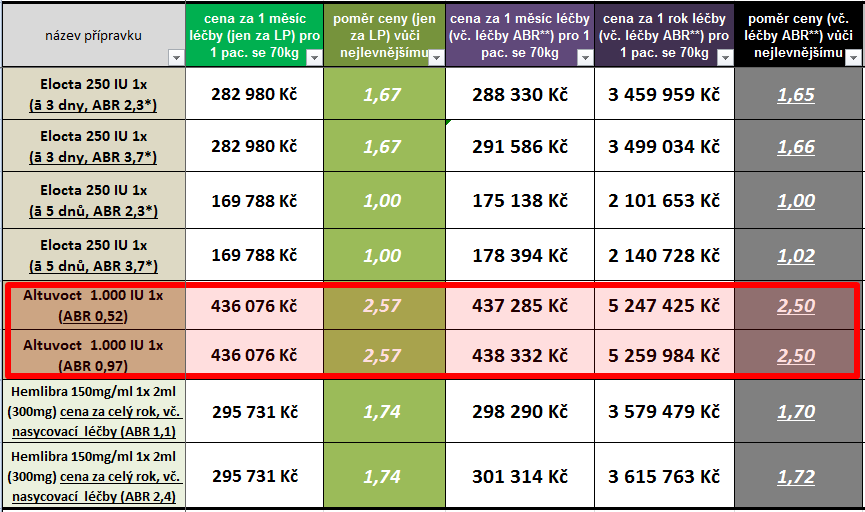 název přípravku
cena za 1 měsíc
léčby (jen za LP) pro
1 pac. se 70kg
poměr ceny (jen
za LP) vůči
nejlevnějšímu
cena za 1 měsíc léčby
(vč. léčby ABR**) pro 1
pac. se 70kg
cena za 1 rok léčby
(vč. léčby ABR**) pro
1 pac. se 70kg
poměr ceny (vč.
léčby ABR**) vůči
nejlevnějšímu
Elocta 250 IU 1x
(ā 3 dny, ABR 2,3*)
282 980 Kč
1,67
288 330 Kč
3 459 959 Kč
1,65
Elocta 250 IU 1x
(ā 3 dny, ABR 3,7*)
282 980 Kč
1,67
291 586 Kč
3 499 034 Kč
1,66
Elocta 250 IU 1x
(ā 5 dnů, ABR 2,3*)
169 788 Kč
1,00
175 138 Kč
2 101 653 Kč
1,00
Elocta 250 IU 1x
(ā 5 dnů, ABR 3,7*)
169 788 Kč
1,00
178 394 Kč
2 140 728 Kč
1,02
Altuvoct 1.000 IU 1x
(ABR 0,52)
436 076 Kč
2,57
437 285 Kč
5 247 425 Kč
2,50
Altuvoct 1.000 IU 1x
(ABR 0,97)
436 076 Kč
2,57
438 332 Kč
5 259 984 Kč
2,50
Hemlibra 150mg/ml 1x 2ml
(300mg) cena za celý rok, vč.
nasycovací léčby (ABR 1,1)
295 731 Kč
1,74
298 290 Kč
3 579 479 Kč
1,70
Hemlibra 150mg/ml 1x 2ml
(300mg) cena za celý rok, vč.
nasycovací léčby (ABR 2,4)
295 731 Kč
1,74
301 314 Kč
3 615 763 Kč
1,72